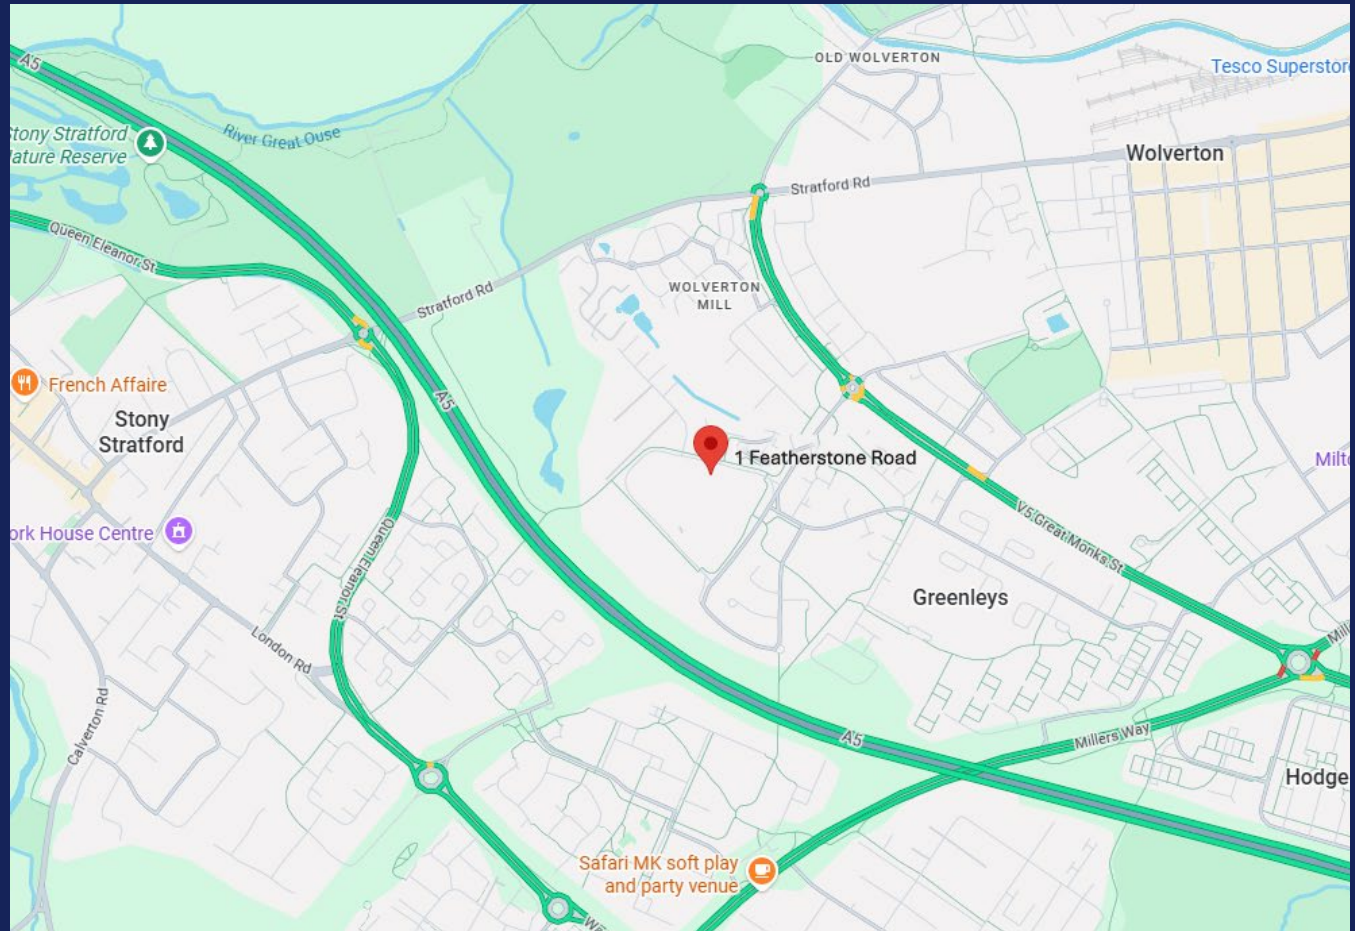 A5
OLD WOLVERTON
Tesco Superstor
River Great Ouse
Stony Stratford
Nature Reserve
Wolverton
Stratford Rd
Queen Eleanor St
WOLVERTON
MILL
Stratford Rd
French Affaire
A5
Stony
Stratford
1 Featherstone Road
Milt
ork House Centre
V5 Great Monks St
Queen Eleanor St
Greenleys
London Rd
Mill
Calverton Rd
A5
Millers Way
Hodge
Safari MK soft play
and party venue